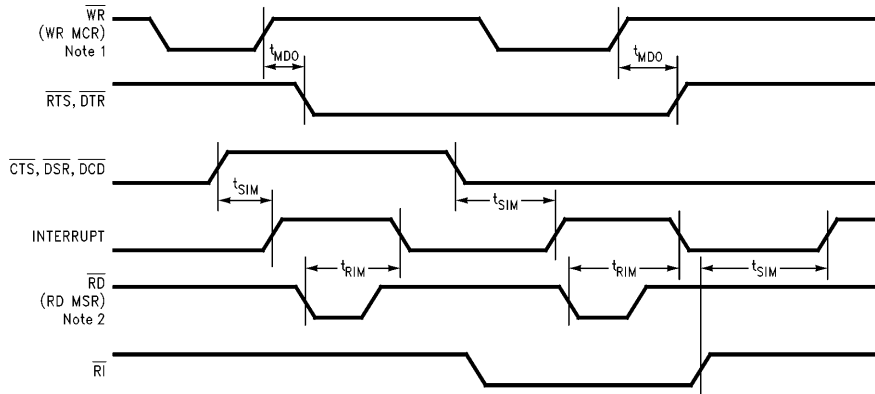 WR
(WR MCR)
Note 1
tMDO
tMDO
RTS, DTR
CTS, DSR, DCD
tSIM
tSIM
INTERRUPT
RD
(RD MSR)
Note 2
tRIM
tRIM
tSIM
RI